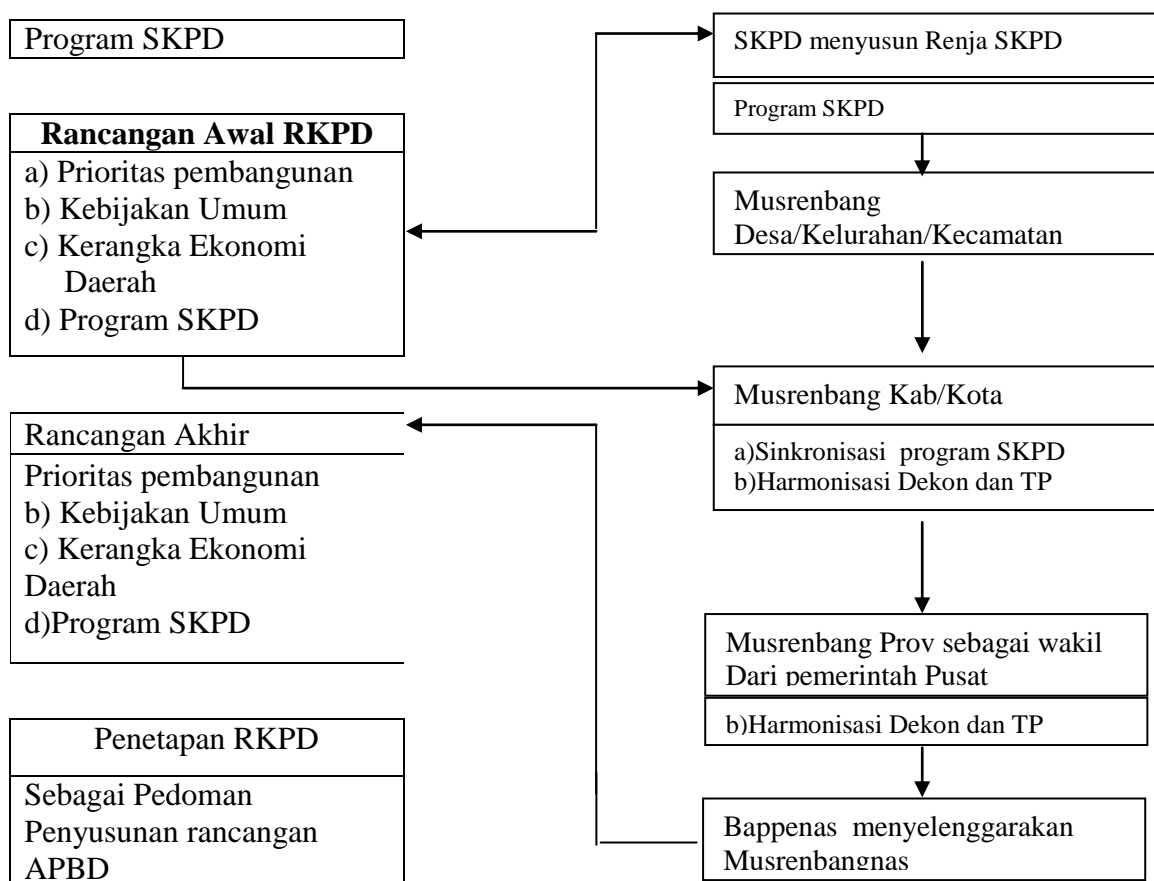 Program SKPD
Rancangan Awal RKPD
a) Prioritas pembangunan
b) Kebijakan Umum
c) Kerangka Ekonomi
Daerah
d) Program SKPD
Rancangan Akhir
Prioritas pembangunan
b) Kebijakan Umum
c) Kerangka Ekonomi
Daerah
d)Program SKPD
Penetapan RKPD
Sebagai Pedoman
Penyusunan rancangan
APBD
SKPD menyusun Renja SKPD
Program SKPD
Musrenbang
Desa/Kelurahan/Kecamatan
Musrenbang Kab/Kota
a)Sinkronisasi program SKPD
b)Harmonisasi Dekon dan TP
Musrenbang Prov sebagai wakil
Dari pemerintah Pusat
b)Harmonisasi Dekon dan TP
Bappenas menyelenggarakan
Musrenbangnas